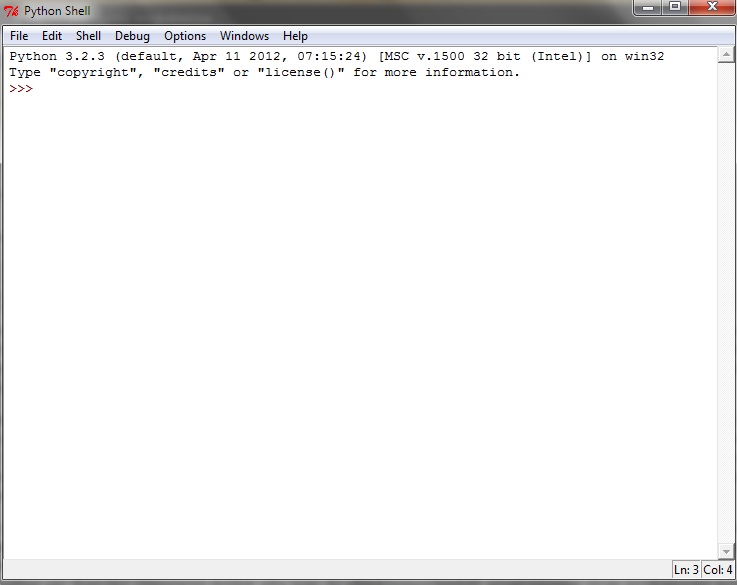 Python Shell
File Edit Shell Debug Options Windows Help
Python 3.2.3 (default, Apr 11 2012, 07:15:24) [MSC v.1500 32 bit (Intel)] on win32
Type "copyright", "credits" or "license()" for more information.
>>>
Ln: 3 Col: 4